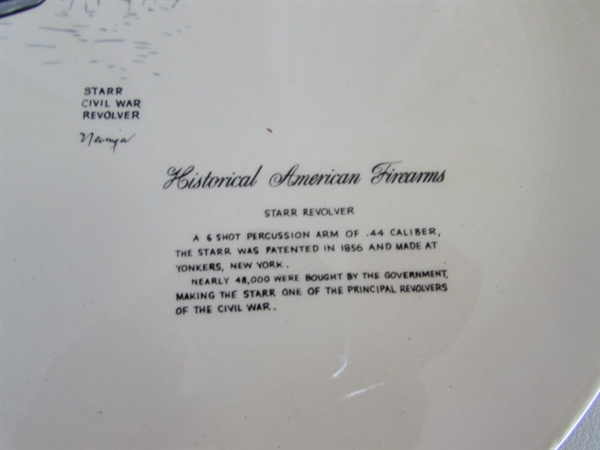 STARR
CIVIL WAR
REVOLVER
Historical American Firearms
STARR REVOLVER
A 6 SHOT PERCUSSION ARM OF .44 CALIBER,
THE STARR WAS PATENTED IN 1856 AND MADE AT
YONKERS, NEW YORK.
NEARLY 48,000 WERE BOUGHT BY THE GOVERNMENT,
MAKING THE STARR ONE OF THE PRINCIPAL REVOLVERS
OF THE CIVIL WAR.